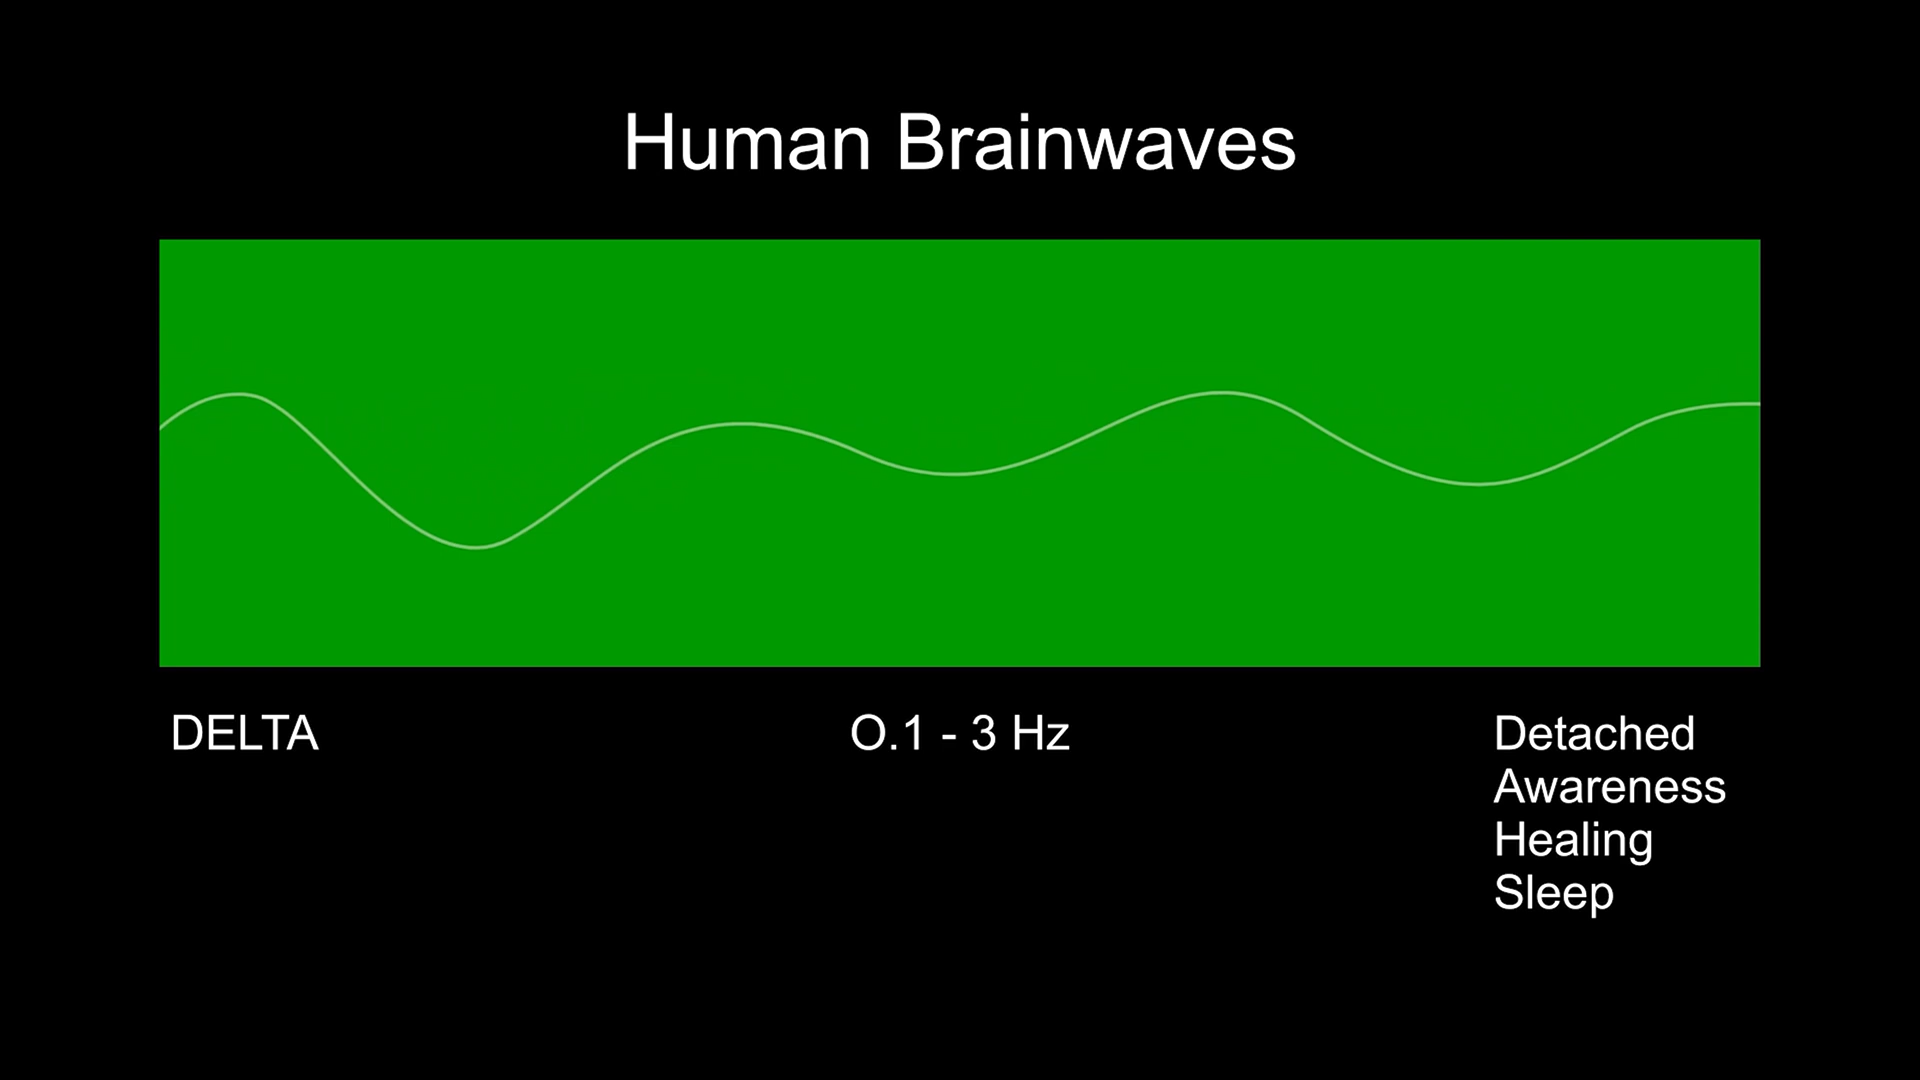 Human Brainwaves
DELTA
O.1 - 3 Hz
Detached
Awareness
Healing
Sleep